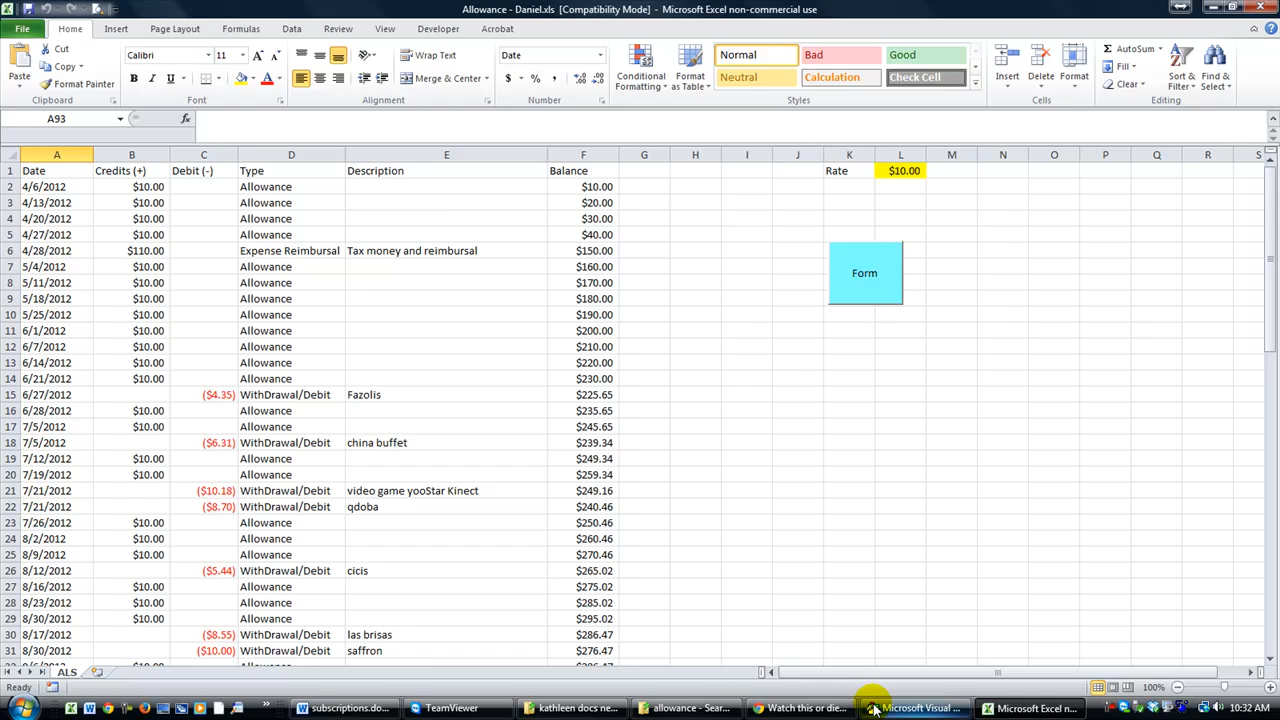 Allowance - Daniel.xls [Compatibility Mode] - Microsoft Excel non-commercial use
File Home Insert Page Layout Formulas Data Review View Developer Acrobat
Paste Cut Copy Format Painter Clipboard
Calibri 11 B I U A Font
Wrap Text Merge & Center Alignment
Date $ % , Number
Conditional Formatting Format as Table
Normal Bad Good
Neutral Calculation Check Cell
Styles
Insert Delete Format Cells
AutoSum Fill Clear Sort & Filter Find & Select Editing
A93 fx
A B C D E F G H I J K L M N O P Q R S
1 Date Credits (+) Debit (-) Type Description Balance Rate $10.00
2 4/6/2012 $10.00 Allowance $10.00
3 4/13/2012 $10.00 Allowance $20.00
4 4/20/2012 $10.00 Allowance $30.00
5 4/27/2012 $10.00 Allowance $40.00
6 4/28/2012 $110.00 Expense Reimbursal Tax money and reimbursal $150.00
7 5/4/2012 $10.00 Allowance $160.00
Form
8 5/11/2012 $10.00 Allowance $170.00
9 5/18/2012 $10.00 Allowance $180.00
10 5/25/2012 $10.00 Allowance $190.00
11 6/1/2012 $10.00 Allowance $200.00
12 6/7/2012 $10.00 Allowance $210.00
13 6/14/2012 $10.00 Allowance $220.00
14 6/21/2012 $10.00 Allowance $230.00
15 6/27/2012 ($4.35) WithDrawal/Debit Fazolis $225.65
16 6/28/2012 $10.00 Allowance $235.65
17 7/5/2012 $10.00 Allowance $245.65
18 7/5/2012 ($6.31) WithDrawal/Debit china buffet $239.34
19 7/12/2012 $10.00 Allowance $249.34
20 7/19/2012 $10.00 Allowance $259.34
21 7/21/2012 ($10.18) WithDrawal/Debit video game yooStar Kinect $249.16
22 7/21/2012 ($8.70) WithDrawal/Debit qdoba $240.46
23 7/26/2012 $10.00 Allowance $250.46
24 8/2/2012 $10.00 Allowance $260.46
25 8/9/2012 $10.00 Allowance $270.46
26 8/12/2012 ($5.44) WithDrawal/Debit cicis $265.02
27 8/16/2012 $10.00 Allowance $275.02
28 8/23/2012 $10.00 Allowance $285.02
29 8/30/2012 $10.00 Allowance $295.02
30 8/17/2012 ($8.55) WithDrawal/Debit las brisas $286.47
31 8/30/2012 ($10.00) WithDrawal/Debit saffron $276.47
ALS
Ready 100%
subscriptions.do... TeamViewer kathleen docs ne... allowance - Sear... Watch this or die... Microsoft Visual ... Microsoft Excel n... 10:32 AM